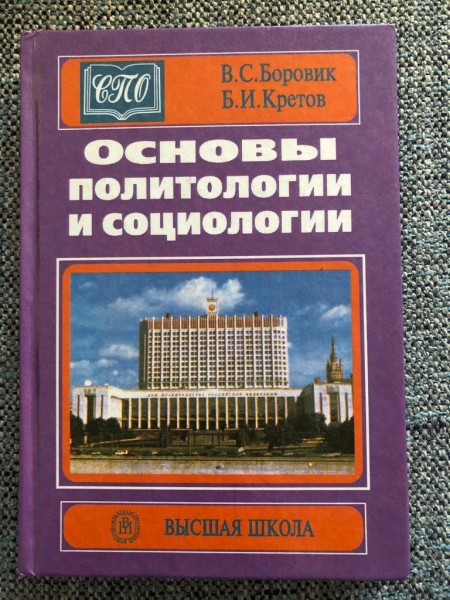 СПО
В.С.Боровик
Б.И.Кретов
ОСНОВЫ
ПОЛИТОЛОГИИ
И СОЦИОЛОГИИ
ВЫСШАЯ ШКОЛА